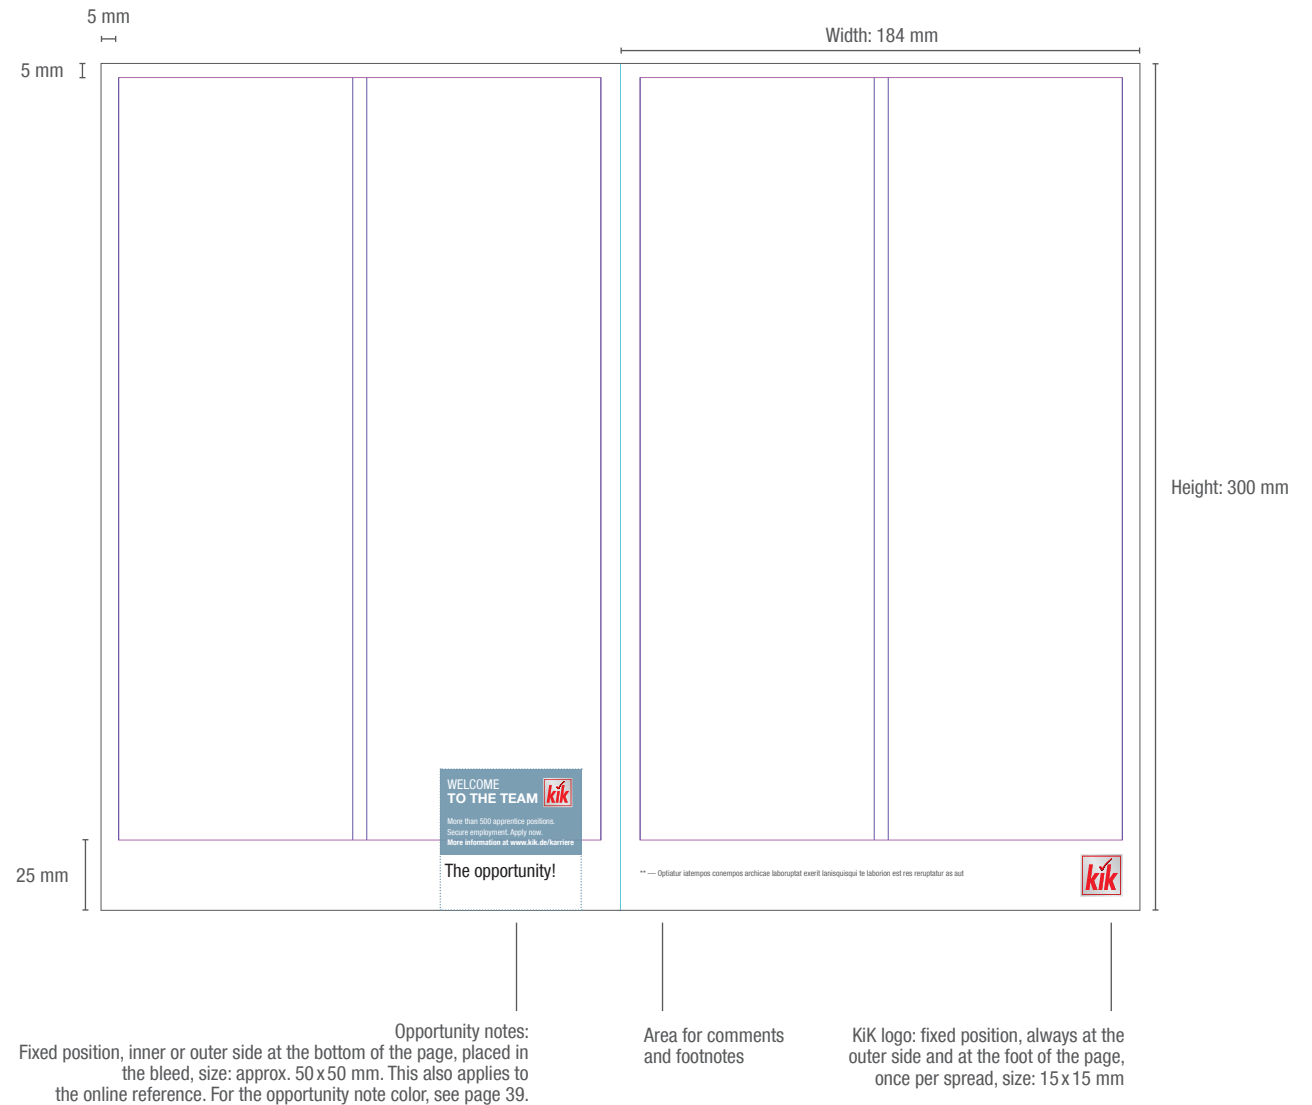 5 mm
Width: 184 mm
5 mm
Height: 300 mm
WELCOME
TO THE TEAM
kik
More than 500 apprentice positions.
Secure employment. Apply now.
More information at www.kik.de/karriere
The opportunity!
25 mm
** — Optiatur iatempos conempos archicae laboruptat exerit lanisquisqui te laborion est res reruptatur as aut
kik
Opportunity notes:
Fixed position, inner or outer side at the bottom of the page, placed in
the bleed, size: approx. 50 x 50 mm. This also applies to
the online reference. For the opportunity note color, see page 39.
Area for comments
and footnotes
KiK logo: fixed position, always at the
outer side and at the foot of the page,
once per spread, size: 15 x 15 mm